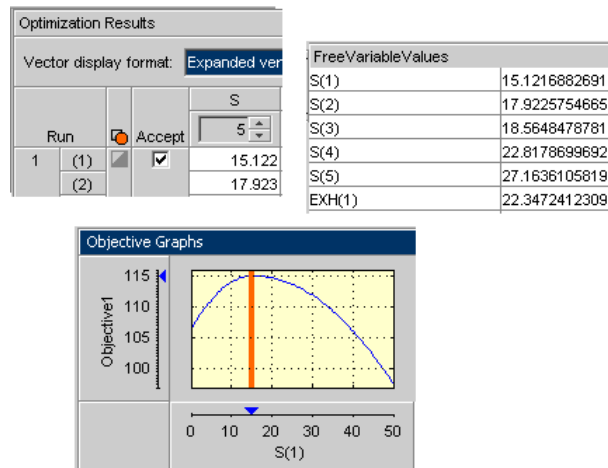 Optimization Results
Vector display format: Expanded ver
S
5
Run Accept
1 (1) 15.122
(2) 17.923
FreeVariableValues
S(1) 15.1216882691
S(2) 17.9225754665
S(3) 18.5648478781
S(4) 22.8178699692
S(5) 27.1636105819
EXH(1) 22.3472412309
Objective Graphs
115
110
105
100
Objective1
0 10 20 30 40 50
S(1)